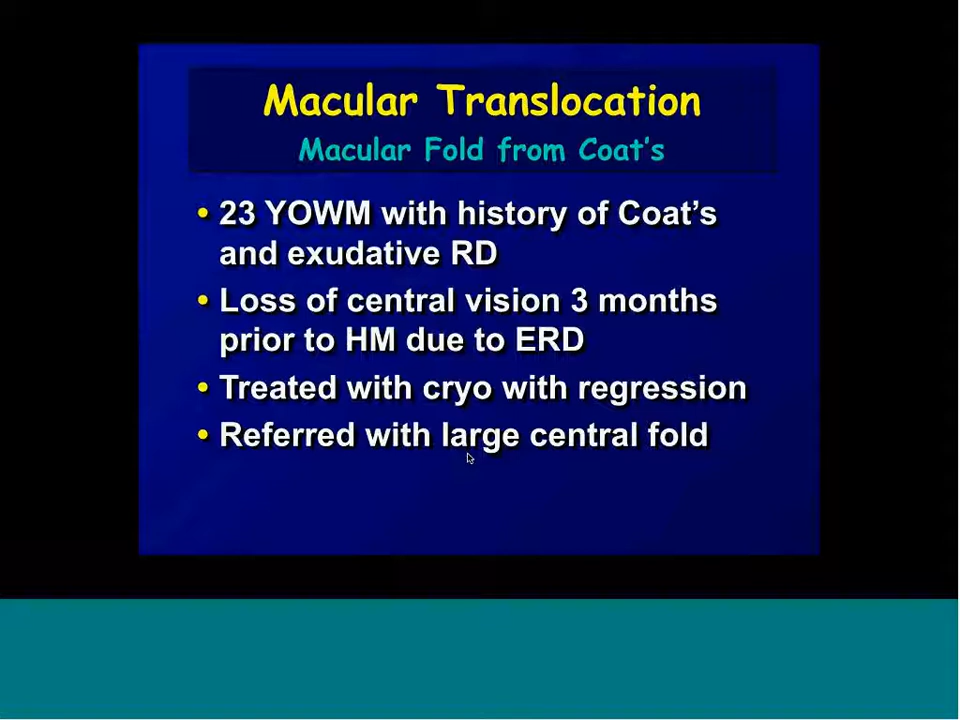 Macular Translocation
Macular Fold from Coat's
• 23 YOWM with history of Coat's
and exudative RD
• Loss of central vision 3 months
prior to HM due to ERD
• Treated with cryo with regression
• Referred with large central fold